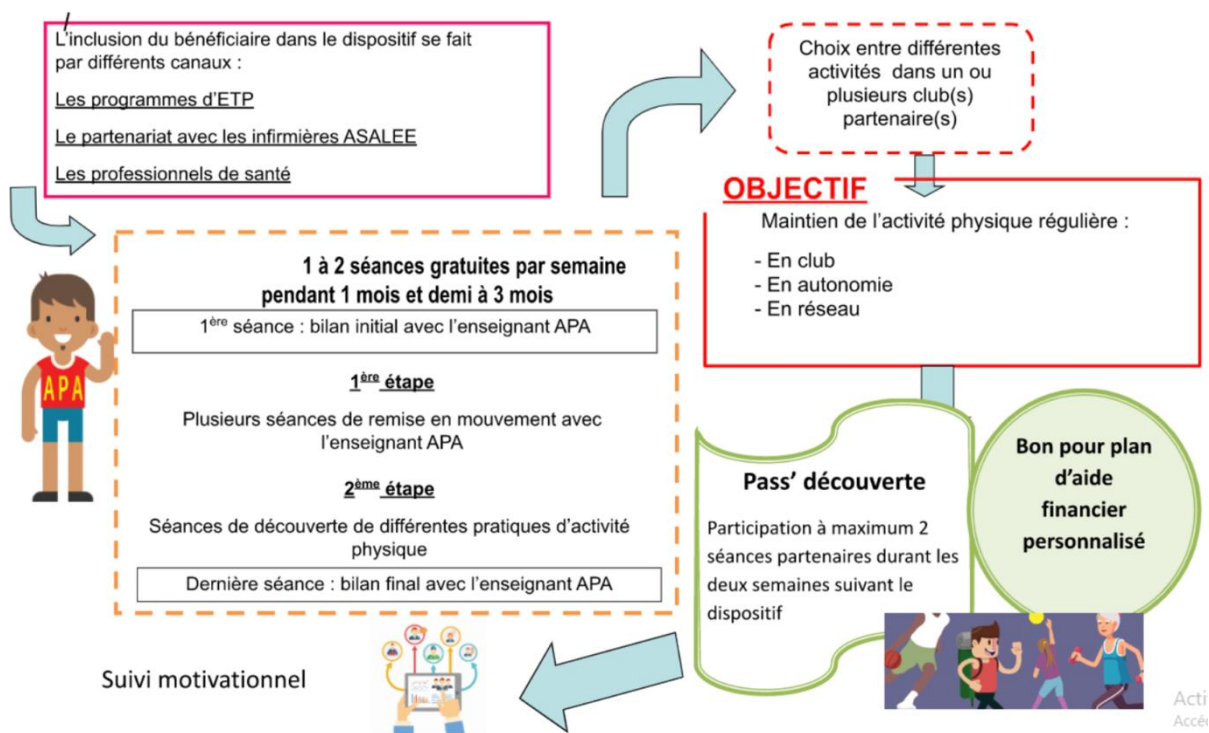 L'inclusion du bénéficiaire dans le dispositif se fait
par différents canaux :
Les programmes d'ETP
Le partenariat avec les infirmières ASALEE
Les professionnels de santé
APA
1 à 2 séances gratuites par semaine
pendant 1 mois et demi à 3 mois
1ère séance : bilan initial avec l'enseignant APA
1ère étape
Plusieurs séances de remise en mouvement avec
l'enseignant APA
2ème étape
Séances de découverte de différentes pratiques d'activité
physique
Dernière séance : bilan final avec l'enseignant APA
Choix entre différentes
activités dans un ou
plusieurs club(s)
partenaire(s)
OBJECTIF
Maintien de l'activité physique régulière :
- En club
- En autonomie
- En réseau
Pass' découverte
Participation à maximum 2
séances partenaires durant les
deux semaines suivant le
dispositif
Bon pour plan
d'aide
financier
personnalisé
Suivi motivationnel
Acti
Accé